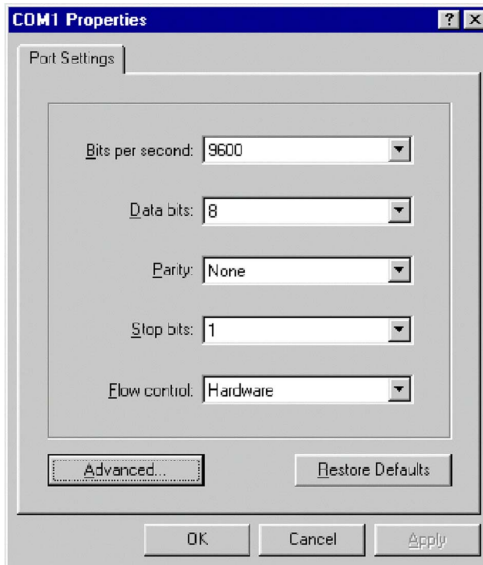 COM1 Properties
Port Settings
Bits per second: 9600
Data bits: 8
Parity: None
Stop bits: 1
Flow control: Hardware
Advanced... Restore Defaults
OK Cancel Apply